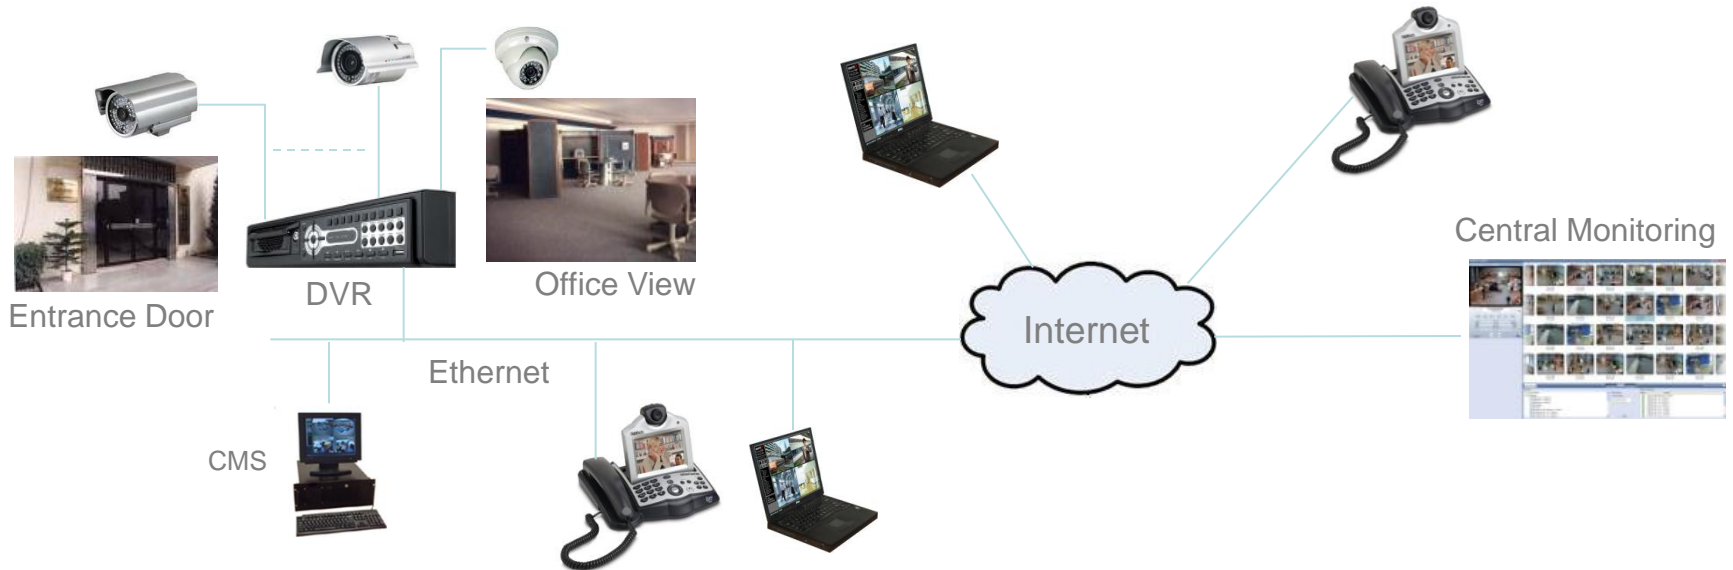 Central Monitoring
Office View
DVR
Entrance Door
Internet
Ethernet
CMS